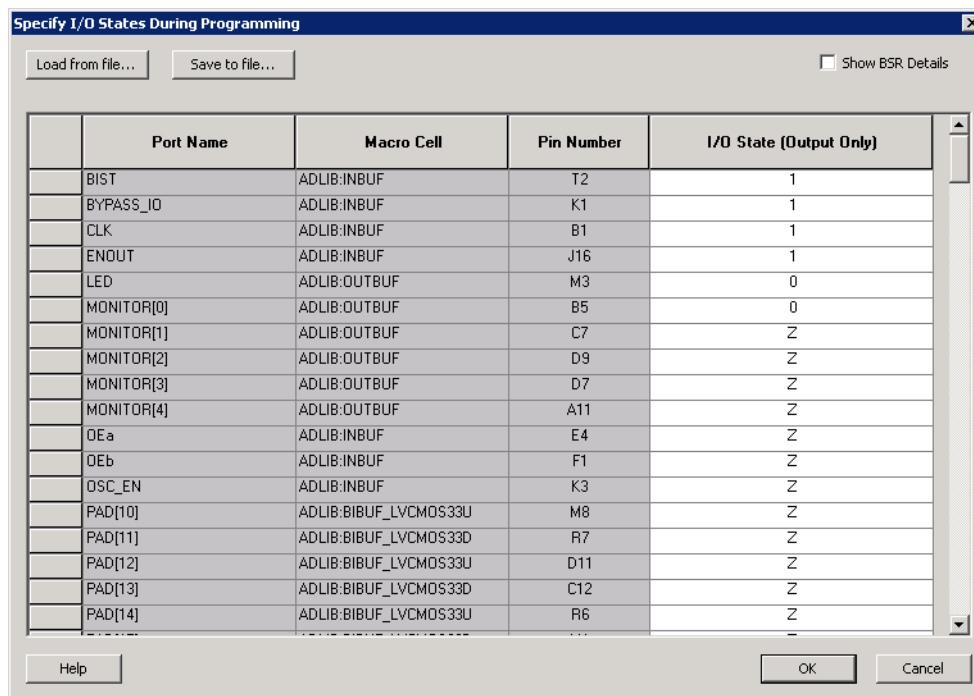 Specify I/O States During Programming
Load from file... Save to file... Show BSR Details
Port Name Macro Cell Pin Number I/O State (Output Only)
BIST ADLIB:INBUF T2 1
BYPASS_IO ADLIB:INBUF K1 1
CLK ADLIB:INBUF B1 1
ENOUT ADLIB:INBUF J16 1
LED ADLIB:OUTBUF M3 0
MONITOR[0] ADLIB:OUTBUF B5 0
MONITOR[1] ADLIB:OUTBUF C7 Z
MONITOR[2] ADLIB:OUTBUF D9 Z
MONITOR[3] ADLIB:OUTBUF D7 Z
MONITOR[4] ADLIB:OUTBUF A11 Z
OEa ADLIB:INBUF E4 Z
OEb ADLIB:INBUF F1 Z
OSC_EN ADLIB:INBUF K3 Z
PAD[10] ADLIB:BIBUF_LVCMOS33U M8 Z
PAD[11] ADLIB:BIBUF_LVCMOS33D R7 Z
PAD[12] ADLIB:BIBUF_LVCMOS33U D11 Z
PAD[13] ADLIB:BIBUF_LVCMOS33D C12 Z
PAD[14] ADLIB:BIBUF_LVCMOS33U R6 Z
Help OK Cancel